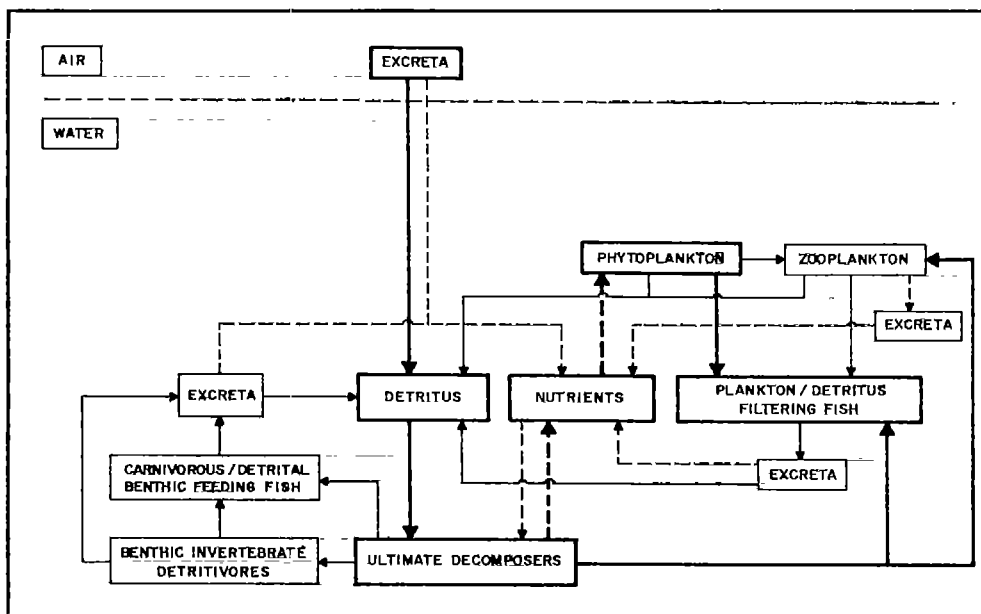 AIR
EXCRETA
WATER
PHYTOPLANKTON
ZOOPLANKTON
EXCRETA
EXCRETA
DETRITUS
NUTRIENTS
PLANKTON / DETRITUS
FILTERING FISH
CARNIVOROUS / DETRITAL
BENTHIC FEEDING FISH
EXCRETA
BENTHIC INVERTEBRATE
DETRITIVORES
ULTIMATE DECOMPOSERS